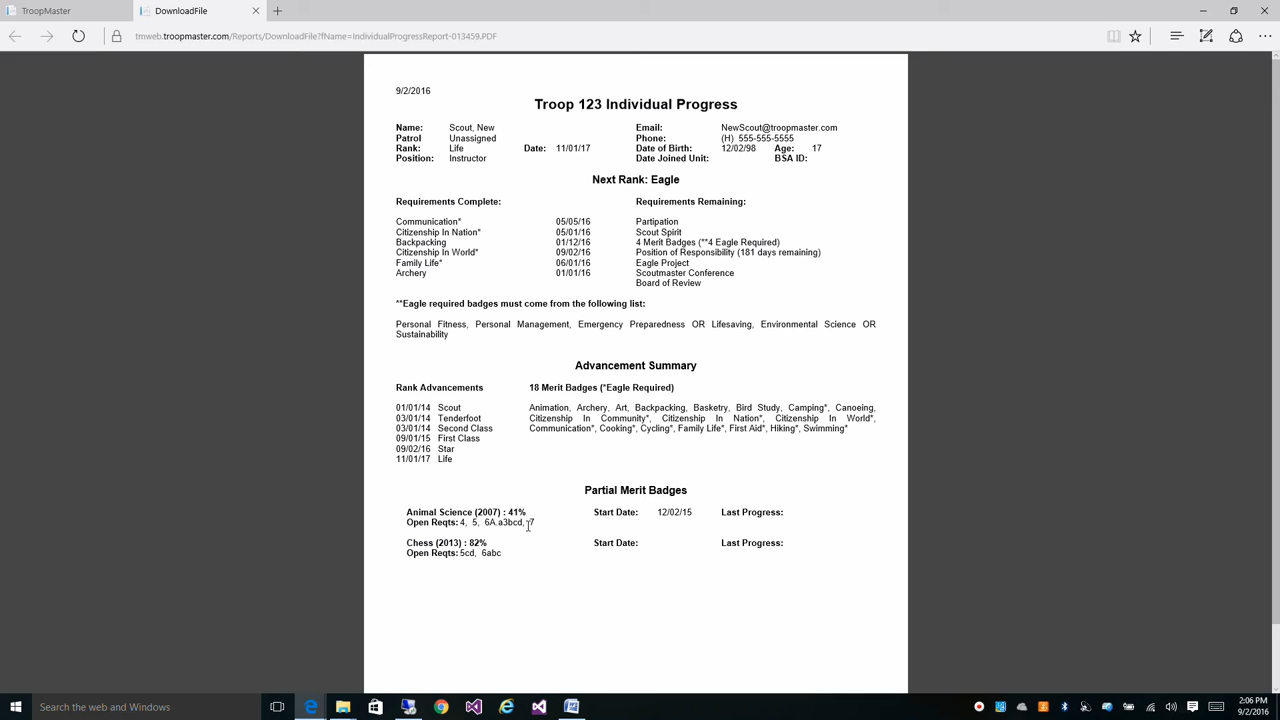 TroopMaster
DownloadFile
tmweb.troopmaster.com/Reports/DownloadFile?fName=IndividualProgressReport-013459.PDF
9/2/2016
Troop 123 Individual Progress
Name: Scout, New Email: NewScout@troopmaster.com
Patrol Unassigned Phone: (H) 555-555-5555
Rank: Life Date: 11/01/17 Date of Birth: 12/02/98 Age: 17
Position: Instructor Date Joined Unit: BSA ID:
Next Rank: Eagle
Requirements Complete: Requirements Remaining:
Communication* 05/05/16 Partipation
Citizenship In Nation* 05/01/16 Scout Spirit
Backpacking 01/12/16 4 Merit Badges (**4 Eagle Required)
Citizenship In World* 09/02/16 Position of Responsibility (181 days remaining)
Family Life* 06/01/16 Eagle Project
Archery 01/01/16 Scoutmaster Conference
Board of Review
**Eagle required badges must come from the following list:
Personal Fitness, Personal Management, Emergency Preparedness OR Lifesaving, Environmental Science OR
Sustainability
Advancement Summary
Rank Advancements 18 Merit Badges (*Eagle Required)
01/01/14 Scout Animation, Archery, Art, Backpacking, Basketry, Bird Study, Camping*, Canoeing,
03/01/14 Tenderfoot Citizenship In Community*, Citizenship In Nation*, Citizenship In World*,
03/01/14 Second Class Communication*, Cooking*, Cycling*, Family Life*, First Aid*, Hiking*, Swimming*
09/01/15 First Class
09/02/16 Star
11/01/17 Life
Partial Merit Badges
Animal Science (2007) : 41% Start Date: 12/02/15 Last Progress:
Open Reqts: 4, 5, 6A.a3bcd, 7
Chess (2013) : 82% Start Date: Last Progress:
Open Reqts: 5cd, 6abc
Search the web and Windows
2:06 PM
9/2/2016